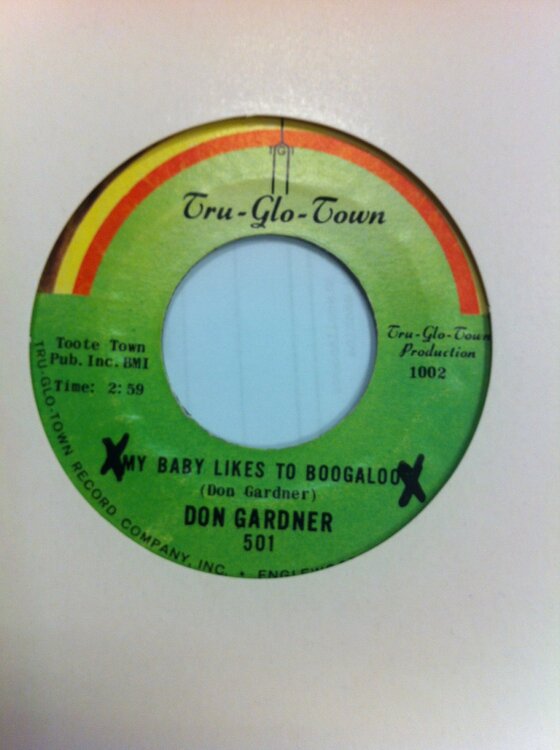 TGT
Tru-Glo-Town
Toote Town
Pub. Inc. BMI
Time: 2:59
Tru-Glo-Town
Production
1002
X MY BABY LIKES TO BOOGALOO X
(Don Gardner)
DON GARDNER
501
TRU-GLO-TOWN RECORD COMPANY, INC. •